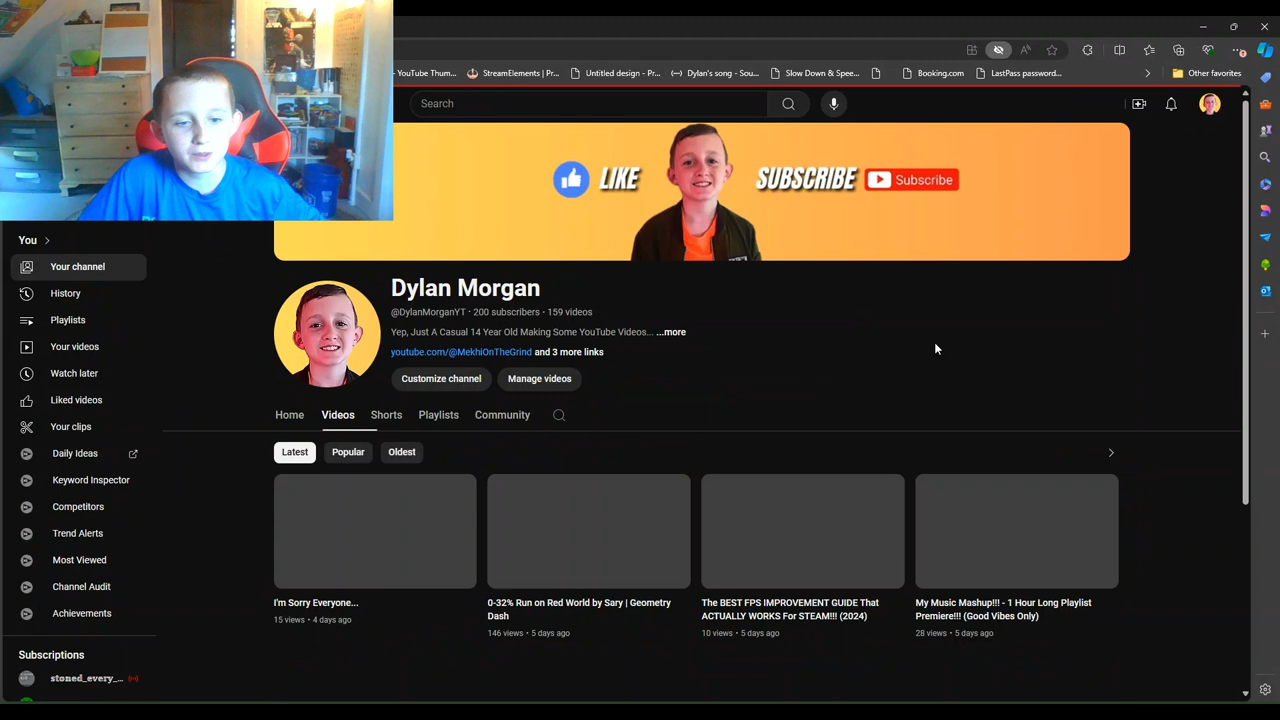 - YouTube Thum...
StreamElements | Pr...
Untitled design - Pr...
Dylan's song - Sou...
Slow Down & Spee...
Booking.com
LastPass password...
Other favorites
Search
LIKE
SUBSCRIBE
Subscribe
You
Your channel
History
Playlists
Your videos
Watch later
Liked videos
Your clips
Daily Ideas
Keyword Inspector
Competitors
Trend Alerts
Most Viewed
Channel Audit
Achievements
Subscriptions
stoned_every_...
Dylan Morgan
@DylanMorganYT · 200 subscribers · 159 videos
Yep, Just A Casual 14 Year Old Making Some YouTube Videos... ...more
youtube.com/@MekhiOnTheGrind and 3 more links
Customize channel
Manage videos
Home
Videos
Shorts
Playlists
Community
Latest
Popular
Oldest
I'm Sorry Everyone...
15 views · 4 days ago
0-32% Run on Red World by Sary | Geometry
Dash
146 views · 5 days ago
The BEST FPS IMPROVEMENT GUIDE That
ACTUALLY WORKS For STEAM!!! (2024)
10 views · 5 days ago
My Music Mashup!!! - 1 Hour Long Playlist
Premiere!!! (Good Vibes Only)
28 views · 5 days ago